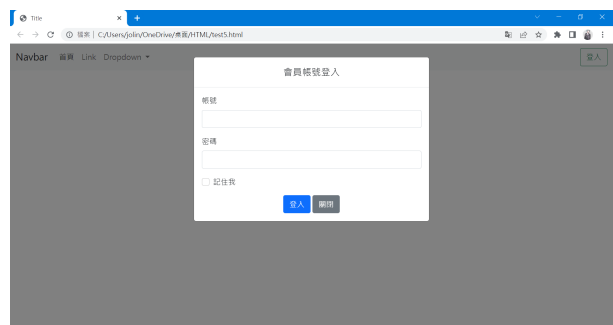 Title
檔案 | C:/Users/jolin/OneDrive/桌面/HTML/test5.html
Navbar 首頁 Link Dropdown 登入
會員帳號登入
帳號
密碼
記住我
登入 關閉